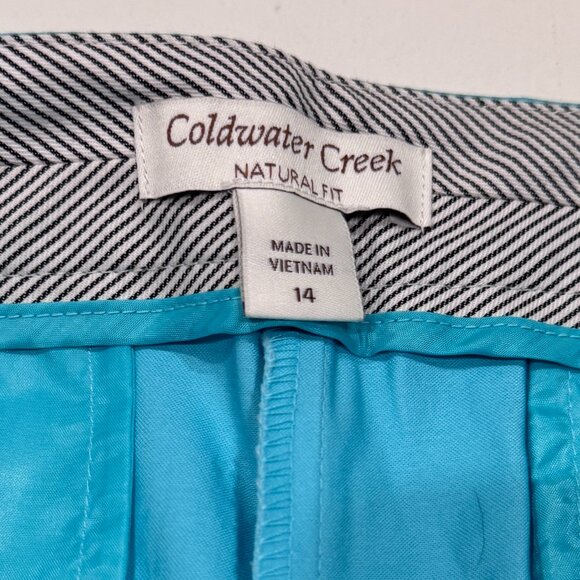 Coldwater Creek
NATURAL FIT
MADE IN
VIETNAM
14